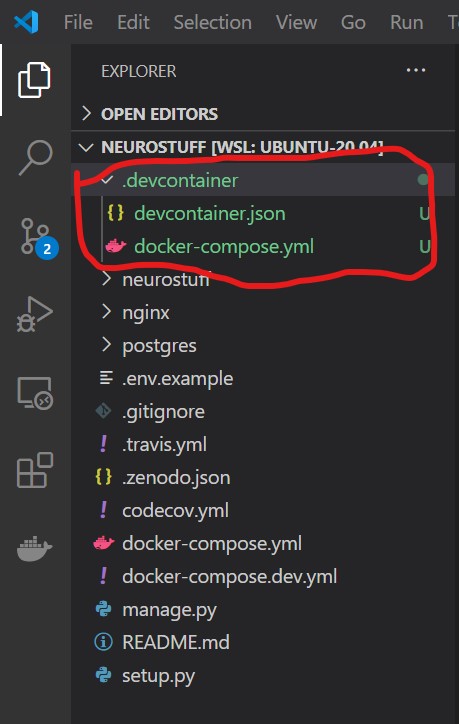 File Edit Selection View Go Run
EXPLORER
OPEN EDITORS
NEUROSTUFF [WSL: UBUNTU-20.04]
.devcontainer
{} devcontainer.json U
docker-compose.yml U
2
neurostuff
nginx
postgres
.env.example
.gitignore
! .travis.yml
{} .zenodo.json
! codecov.yml
docker-compose.yml
! docker-compose.dev.yml
manage.py
README.md
setup.py